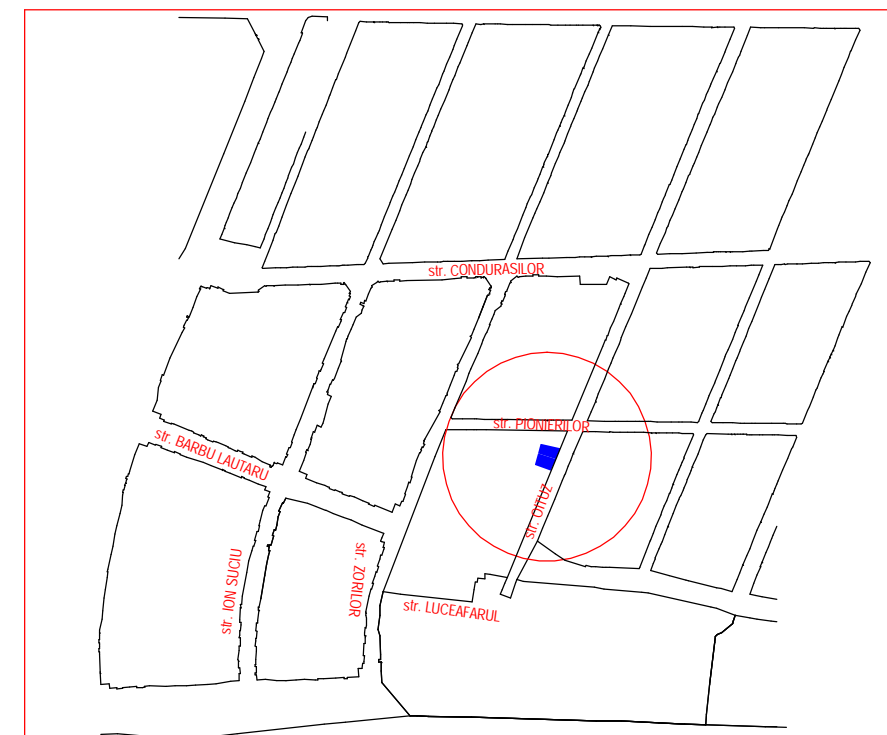 str. CONDURASILOR
str. PIONIERILOR
str. BARBU LAUTARU
str. OITUZ
str. ION SUCIU
str. ZORILOR
str. LUCEAFARUL